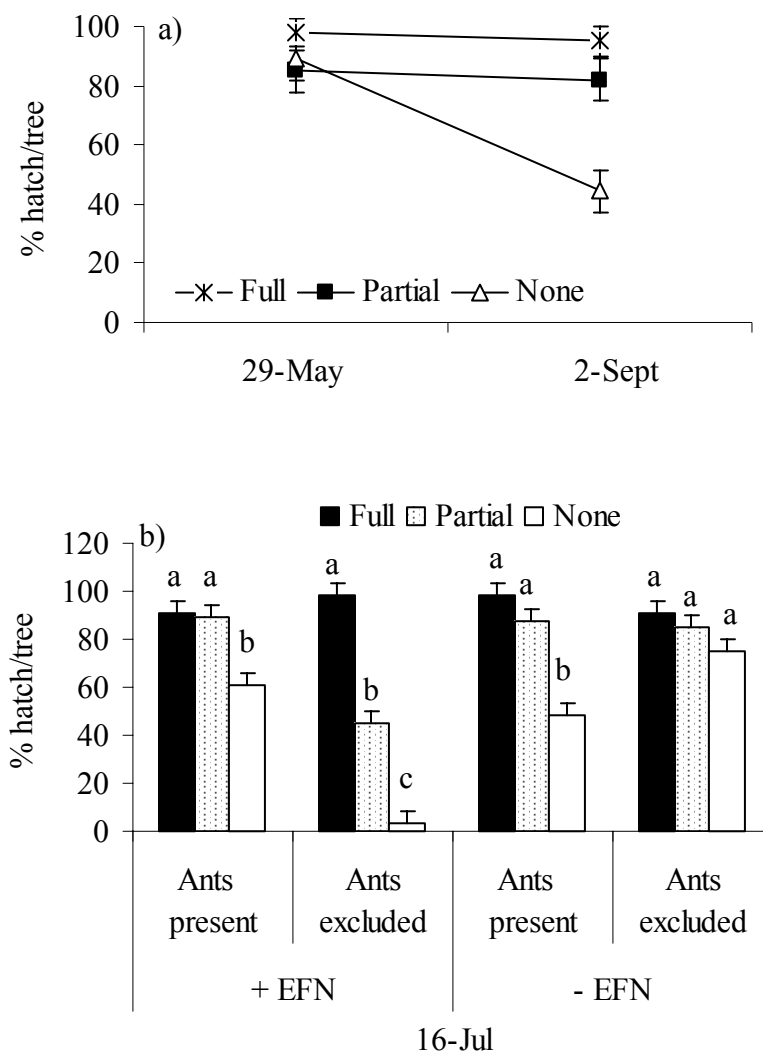 a)
100
80
60
40
20
0
% hatch/tree
Full Partial None
29-May 2-Sept
Full Partial None
b)
120
100
80
60
40
20
0
% hatch/tree
a a b a b c a a b a a a
Ants present Ants excluded Ants present Ants excluded
+ EFN - EFN
16-Jul